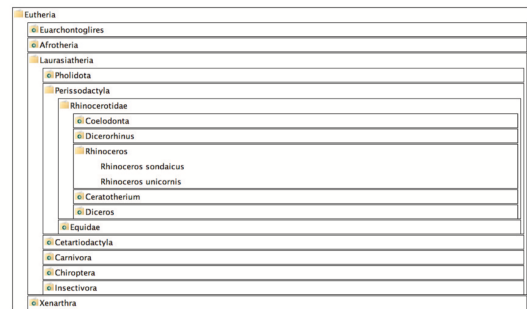 Eutheria
Euarchontoglires
Afrotheria
Laurasiatheria
Pholidota
Perissodactyla
Rhinocerotidae
Coelodonta
Dicerorhinus
Rhinoceros
Rhinoceros sondaicus
Rhinoceros unicornis
Ceratotherium
Diceros
Equidae
Cetartiodactyla
Carnivora
Chiroptera
Insectivora
Xenarthra